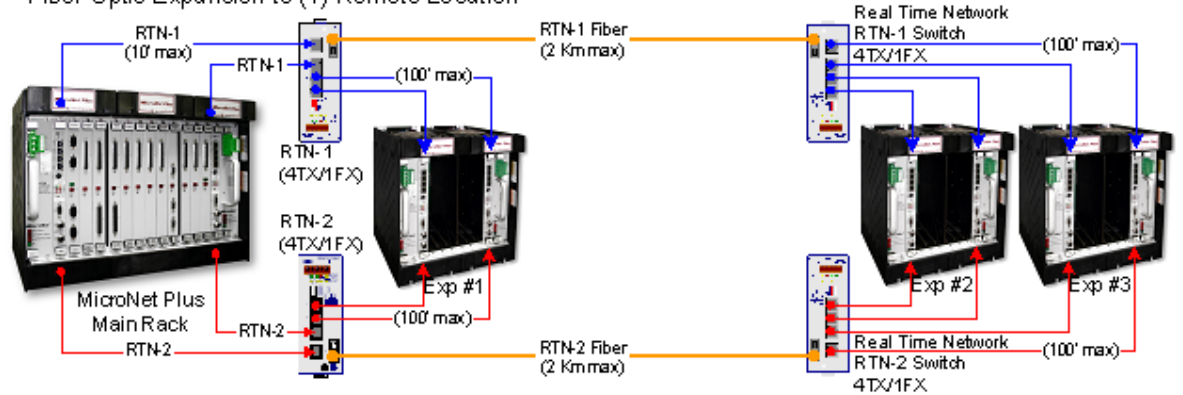 Fiber Optic Expansion to (1) Remote Location
RTN-1
(10' max)
RTN-1
(100' max)
RTN-1
(4TX/1FX)
RTN-2
(4TX/1FX)
MicroNet Plus
MicroNet Plus
Main Rack
Exp #1
RTN-2
RTN-2
(100' max)
RTN-1 Fiber
(2 Km max)
RTN-2 Fiber
(2 Km max)
Real Time Network
RTN-1 Switch
4TX/1FX
(100' max)
Exp #2
Exp #3
Real Time Network
RTN-2 Switch
4TX/1FX
(100' max)